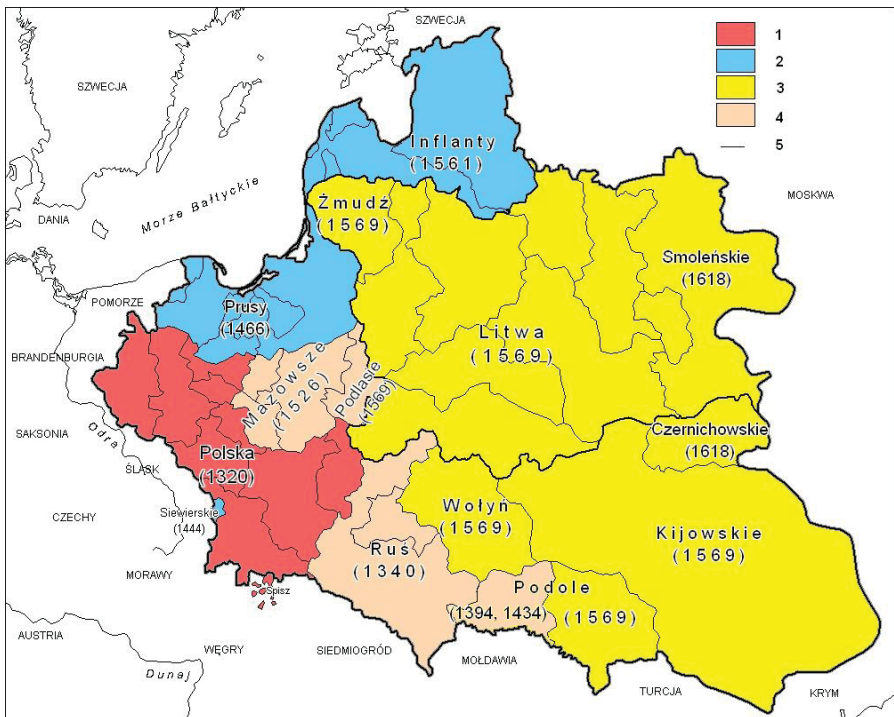 SZWECJA
SZWECJA
1
2
3
4
5
Inflanty
(1561)
MOSKWA
Morze Bałtyckie
DANIA
Żmudź
(1569)
Smoleńskie
(1618)
POMORZE
Prusy
(1466)
Litwa
(1569)
BRANDENBURGIA
Mazowsze
(1526)
Podlasie
(1569)
SAKSONIA
Odra
Czernichowskie
(1618)
Polska
(1320)
ŚLĄSK
Siewierskie
(1444)
CZECHY
Wołyń
(1569)
Kijowskie
(1569)
Ruś
(1340)
MORAWY
Spisz
Podole
(1394, 1434)
(1569)
AUSTRIA
WĘGRY
SIEDMIOGRÓD
MOŁDAWIA
Dunaj
TURCJA
KRYM